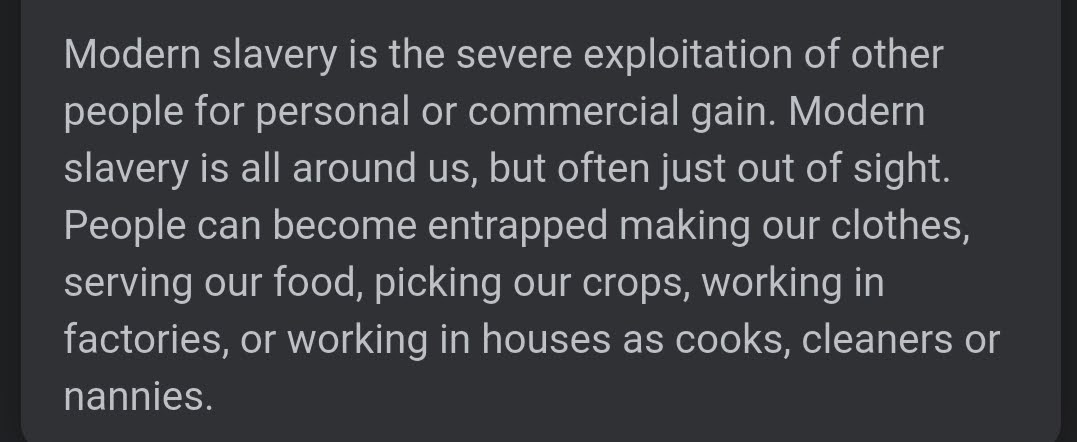 Modern slavery is the severe exploitation of other
people for personal or commercial gain. Modern
slavery is all around us, but often just out of sight.
People can become entrapped making our clothes,
serving our food, picking our crops, working in
factories, or working in houses as cooks, cleaners or
nannies.